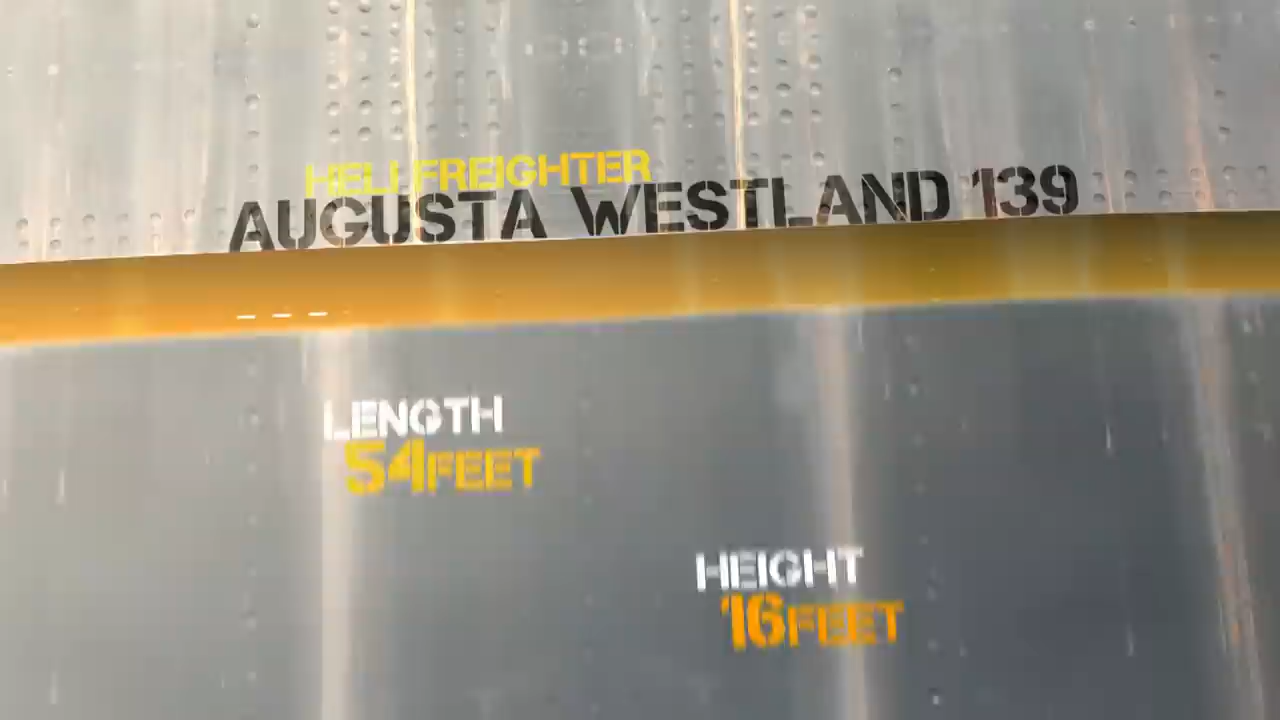 HELI FREIGHTER
AUGUSTA WESTLAND 139
LENGTH
54FEET
HEIGHT
16FEET